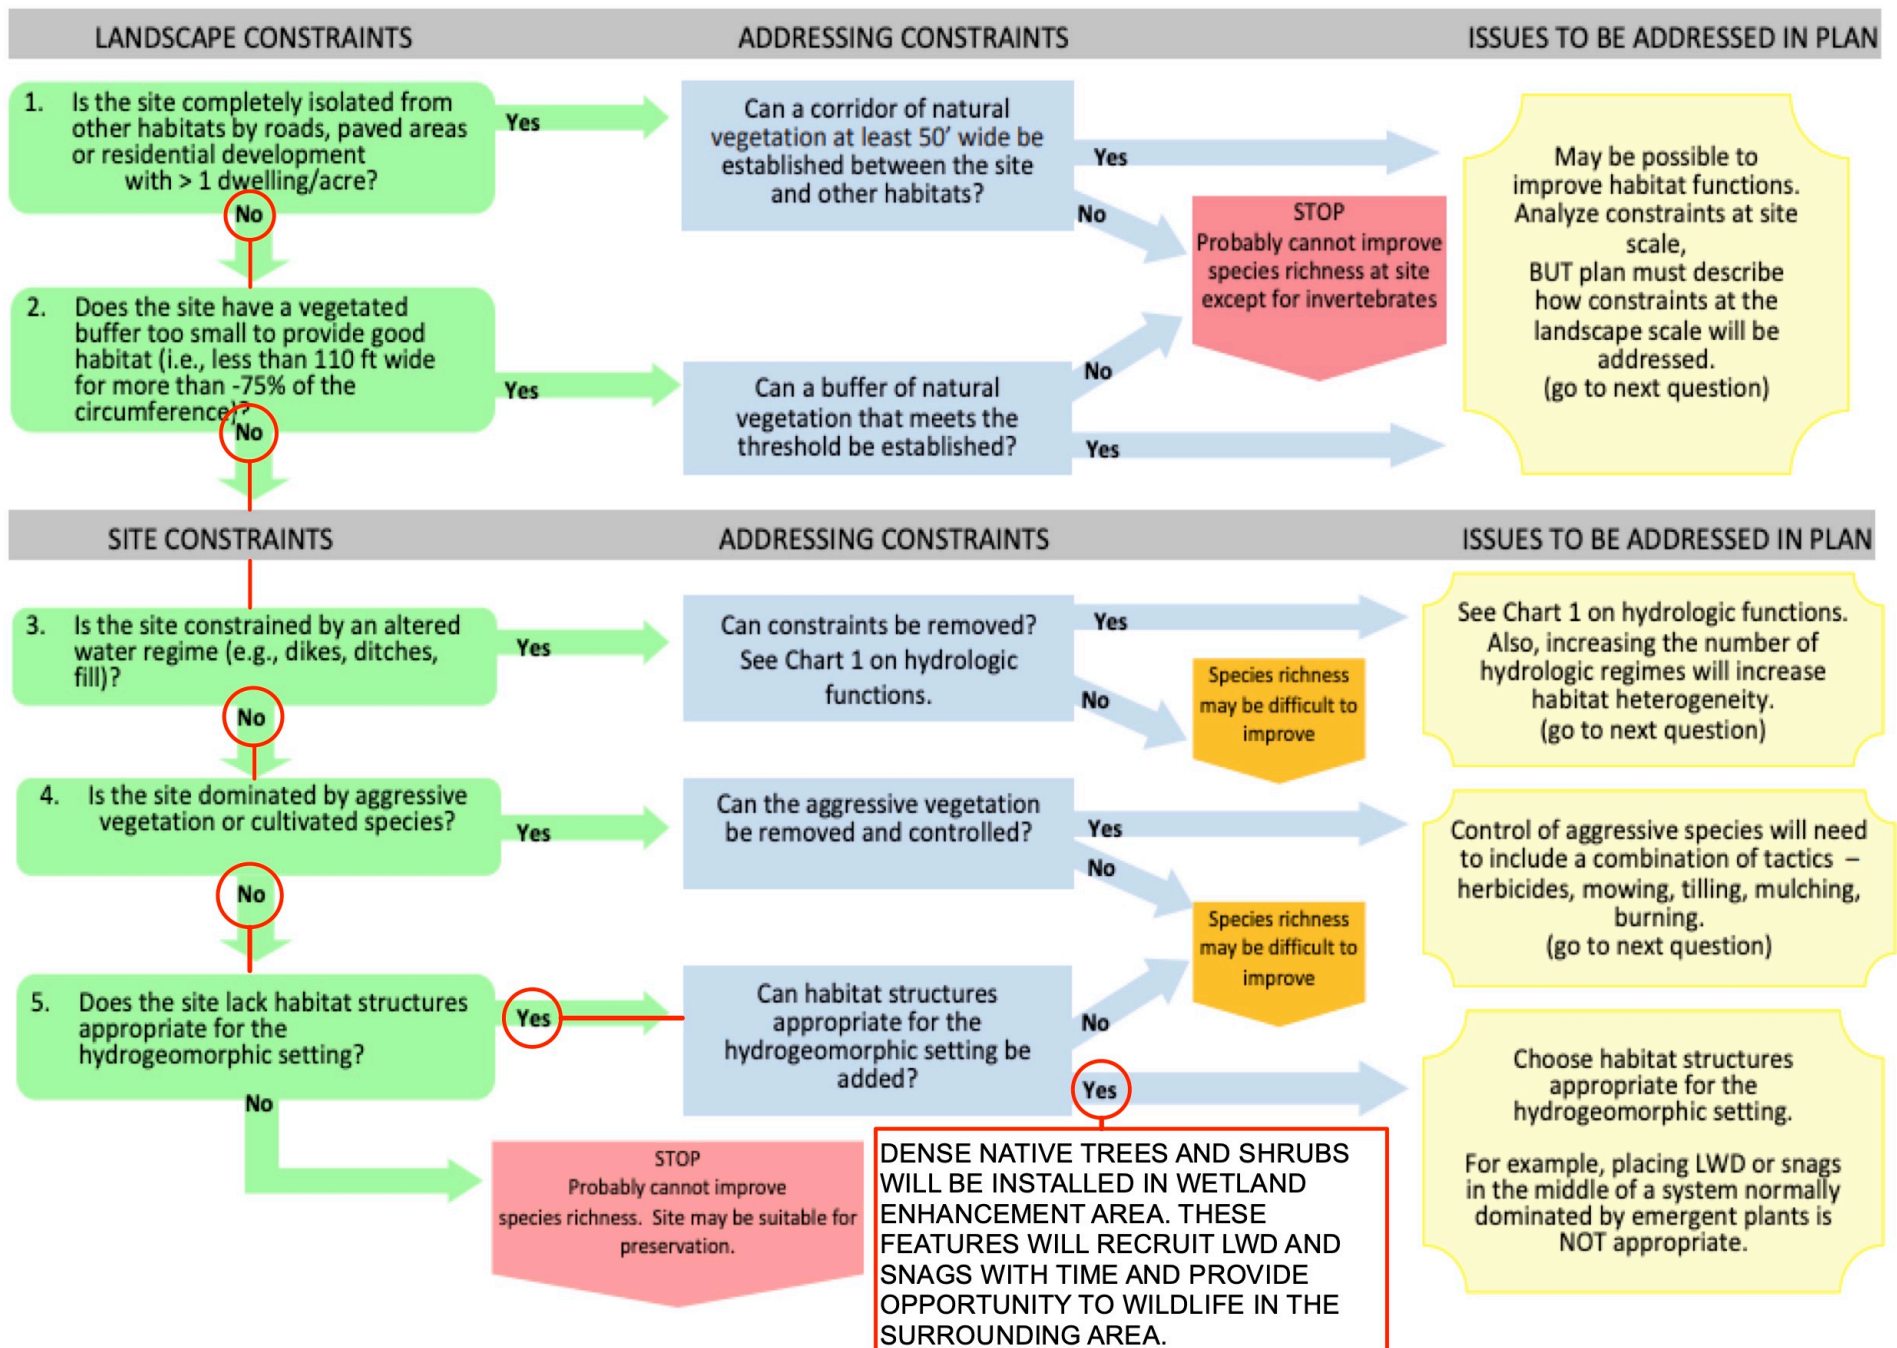 LANDSCAPE CONSTRAINTS
ADDRESSING CONSTRAINTS
ISSUES TO BE ADDRESSED IN PLAN
1. Is the site completely isolated from
other habitats by roads, paved areas
or residential development
with > 1 dwelling/acre?
Yes
No
Can a corridor of natural
vegetation at least 50' wide be
established between the site
and other habitats?
Yes
No
STOP
Probably cannot improve
species richness at site
except for invertebrates
May be possible to
improve habitat functions.
Analyze constraints at site
scale,
BUT plan must describe
how constraints at the
landscape scale will be
addressed.
(go to next question)
2. Does the site have a vegetated
buffer too small to provide good
habitat (i.e., less than 110 ft wide
for more than -75% of the
circumference)?
Yes
No
Can a buffer of natural
vegetation that meets the
threshold be established?
No
Yes
SITE CONSTRAINTS
ADDRESSING CONSTRAINTS
ISSUES TO BE ADDRESSED IN PLAN
3. Is the site constrained by an altered
water regime (e.g., dikes, ditches,
fill)?
Yes
No
Can constraints be removed?
See Chart 1 on hydrologic
functions.
Yes
No
Species richness
may be difficult to
improve
See Chart 1 on hydrologic functions.
Also, increasing the number of
hydrologic regimes will increase
habitat heterogeneity.
(go to next question)
4. Is the site dominated by aggressive
vegetation or cultivated species?
Yes
No
Can the aggressive vegetation
be removed and controlled?
Yes
No
Species richness
may be difficult to
improve
Control of aggressive species will need
to include a combination of tactics –
herbicides, mowing, tilling, mulching,
burning.
(go to next question)
5. Does the site lack habitat structures
appropriate for the
hydrogeomorphic setting?
Yes
No
Can habitat structures
appropriate for the
hydrogeomorphic setting be
added?
No
Yes
Choose habitat structures
appropriate for the
hydrogeomorphic setting.
For example, placing LWD or snags
in the middle of a system normally
dominated by emergent plants is
NOT appropriate.
STOP
Probably cannot improve
species richness. Site may be suitable for
preservation.
DENSE NATIVE TREES AND SHRUBS
WILL BE INSTALLED IN WETLAND
ENHANCEMENT AREA. THESE
FEATURES WILL RECRUIT LWD AND
SNAGS WITH TIME AND PROVIDE
OPPORTUNITY TO WILDLIFE IN THE
SURROUNDING AREA.